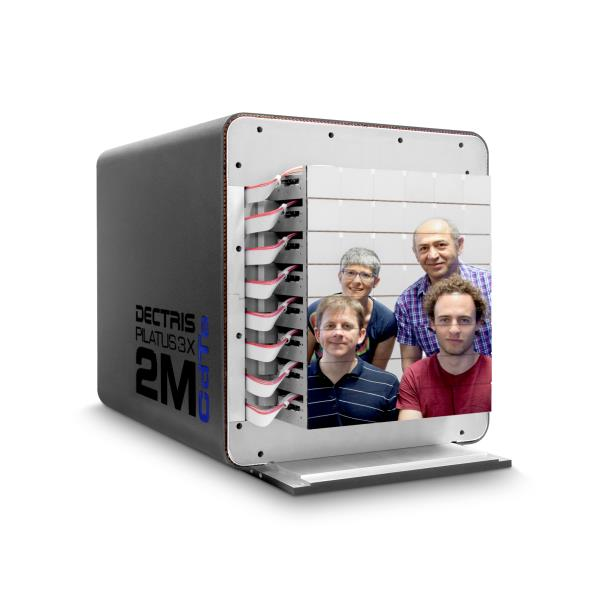 DECTRIS
PILATUS3 X
2M
CdTe